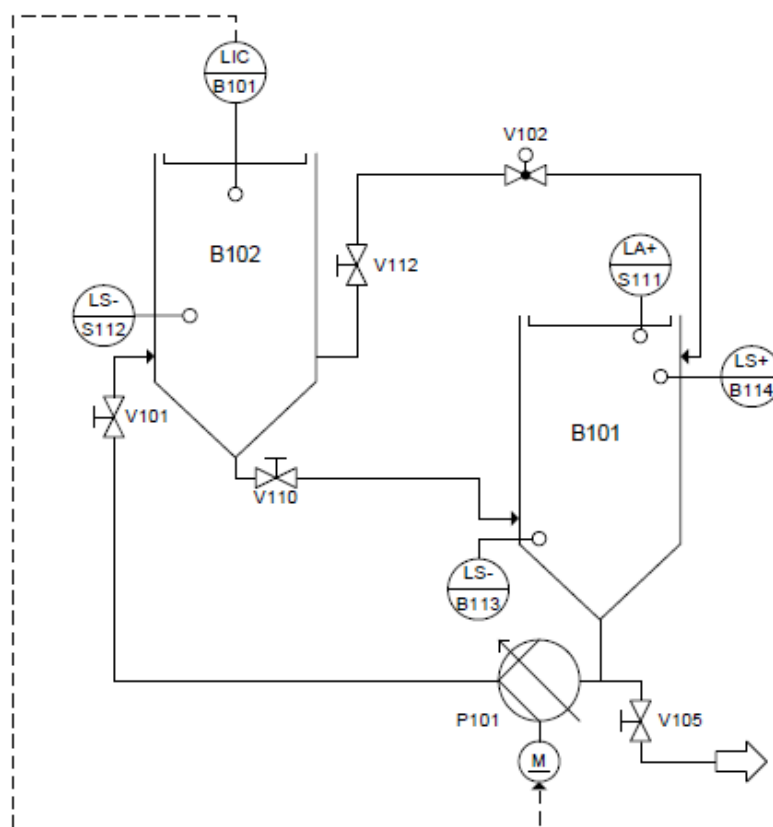 LIC
B101
V102
B102
V112
LA+
S111
LS-
S112
LS+
B114
V101
B101
V110
LS-
B113
P101
V105
M